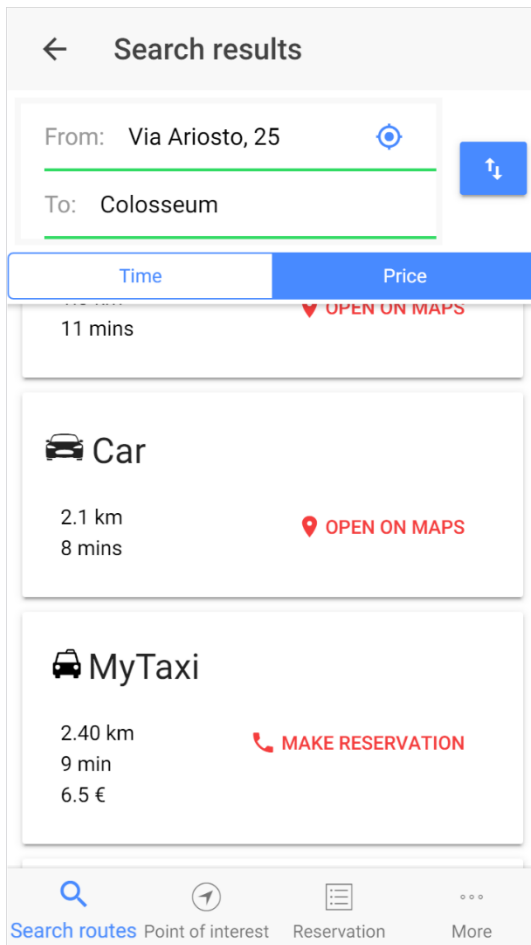 Search results
From: Via Ariosto, 25
To: Colosseum
Time Price
OPEN ON MAPS
11 mins
Car
2.1 km
OPEN ON MAPS
8 mins
MyTaxi
2.40 km
MAKE RESERVATION
9 min
6.5 €
Search routes Point of interest Reservation More